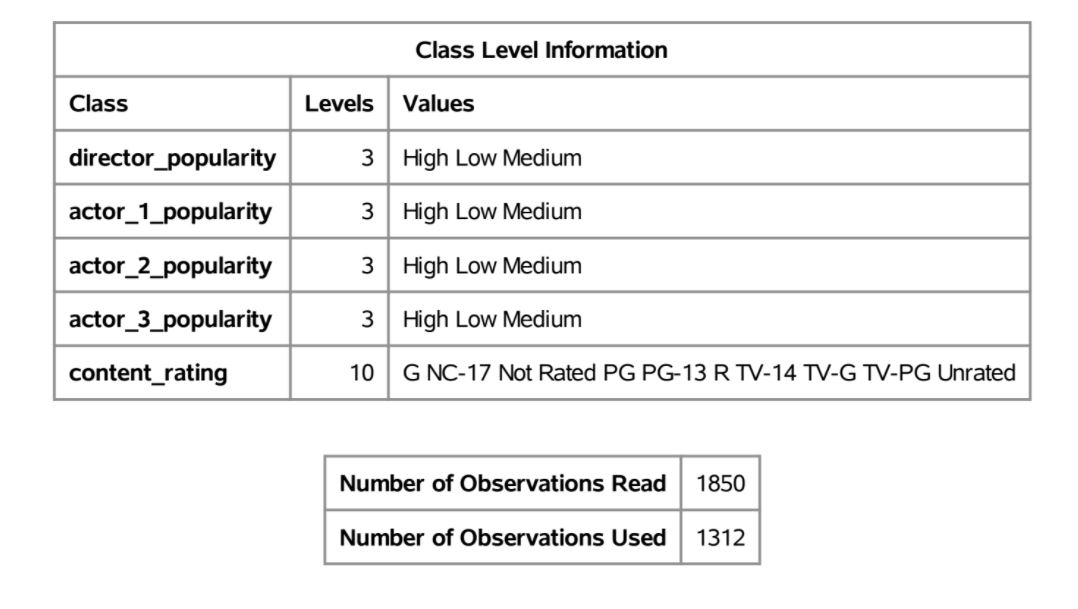 Class Level Information
Class Levels Values
director_popularity 3 High Low Medium
actor_1_popularity 3 High Low Medium
actor_2_popularity 3 High Low Medium
actor_3_popularity 3 High Low Medium
content_rating 10 G NC-17 Not Rated PG PG-13 R TV-14 TV-G TV-PG Unrated
Number of Observations Read 1850
Number of Observations Used 1312